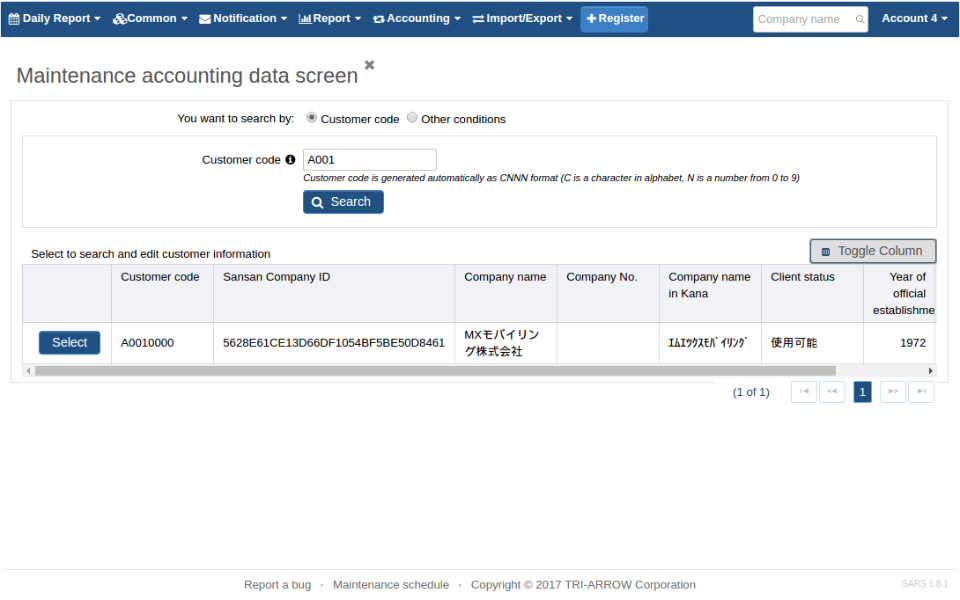 Daily Report Common Notification Report Accounting Import/Export Register Company name Account 4
Maintenance accounting data screen
You want to search by: Customer code Other conditions
Customer code A001
Customer code is generated automatically as CNNN format (C is a character in alphabet, N is a number from 0 to 9)
Search
Toggle Column
Select to search and edit customer information
Customer code Sansan Company ID Company name Company No. Company name Client status Year of
in Kana official
establishme
Select A0010000 5628E61CE13D66DF1054BF5BE50D8461 MXモバイリン ｴﾑｴｯｸｽﾓﾊﾞｲﾘﾝｸﾞ 使用可能 1972
グ株式会社
(1 of 1) 1
Report a bug · Maintenance schedule · Copyright © 2017 TRI-ARROW Corporation SARS 1.8.1